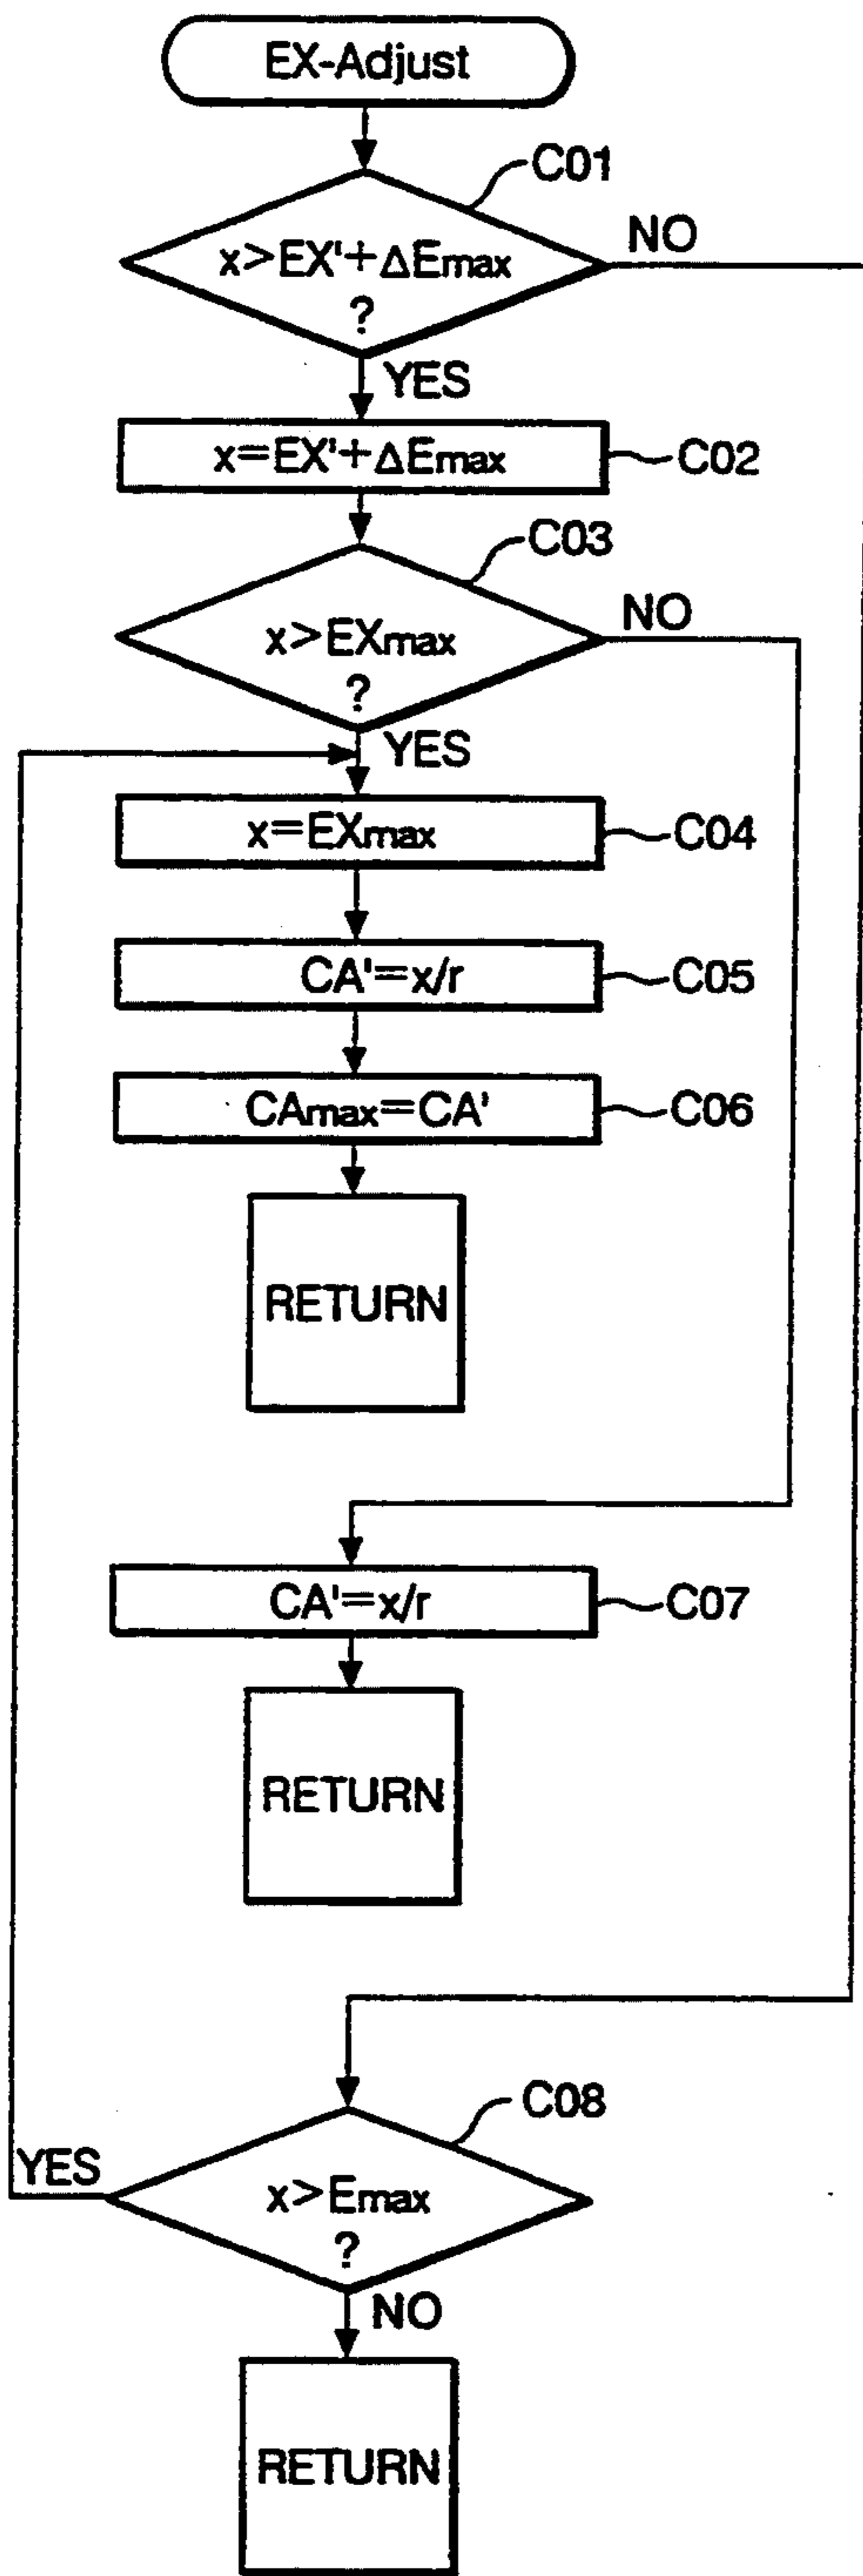 EX-Adjust
C01
x>EX'+ΔEmax
?
NO
YES
x=EX'+ΔEmax
C02
C03
x>EXmax
?
NO
YES
x=EXmax
C04
CA'=x/r
C05
CAmax=CA'
C06
RETURN
CA'=x/r
C07
RETURN
C08
YES
x>Emax
?
NO
RETURN